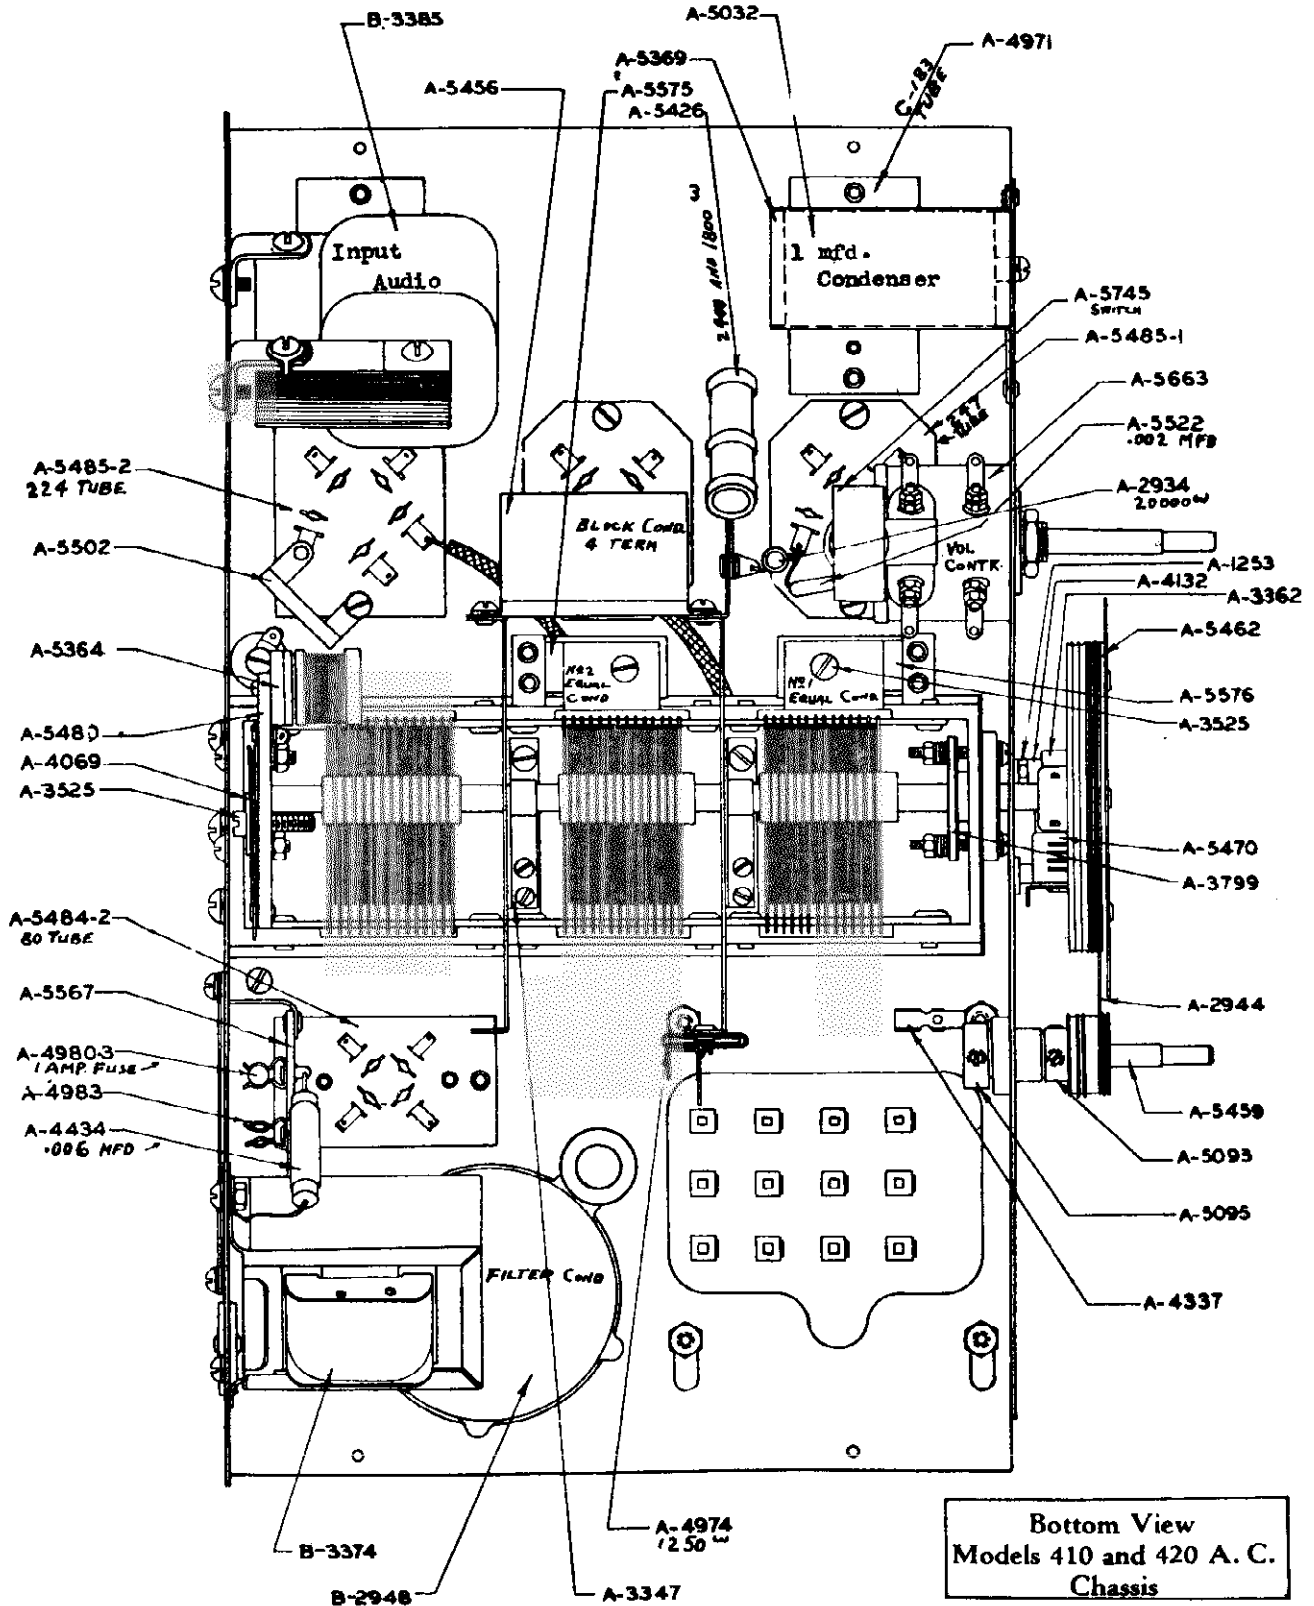 B-3385
A-5032
A-4971
A-5369
A-5456
A-5575
A-5426
C-183
TUBE
Input
Audio
2400 AND 1800 ω
1 mfd.
Condenser
A-5745
SWITCH
A-5485-1
A-5663
247
TUBE
A-5522
.002 MFD
A-5485-2
224 TUBE
A-2934
20000 ω
BLOCK COND.
4 TERM
A-5502
VOL
CONTR.
A-1253
A-4132
A-3362
A-5462
A-5364
Nº2
EQUAL
COND
Nº1
EQUAL COND
A-5576
A-3525
A-5480
A-4069
A-3525
A-5470
A-3799
A-5484-2
80 TUBE
A-5567
A-2944
A-4980-3
1 AMP. FUSE
A-4983
A-5459
A-4434
.006 MFD
A-5093
A-5095
FILTER COND
A-4337
A-4974
1250 ω
B-3374
B-2948
A-3347
Bottom View
Models 410 and 420 A. C.
Chassis